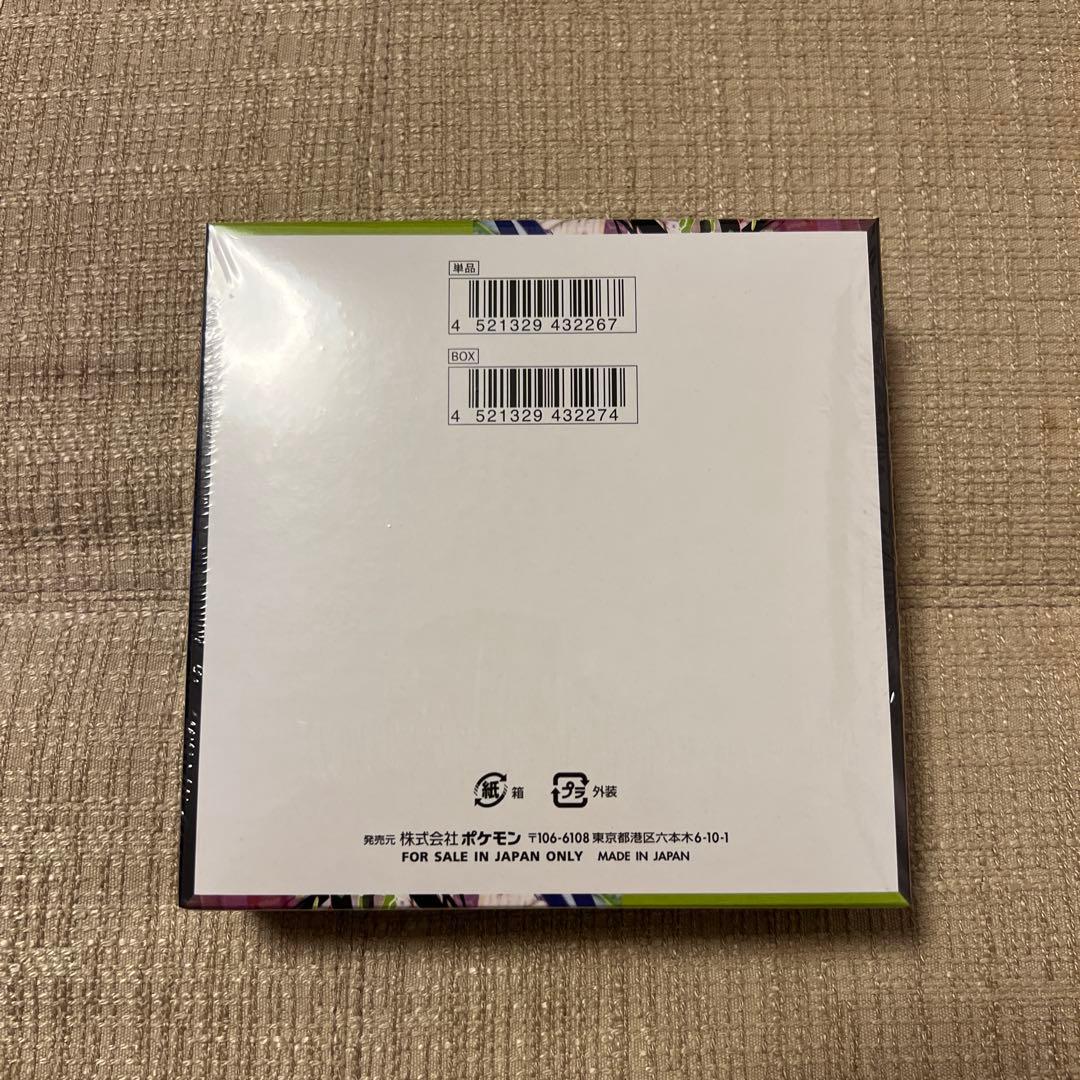 単品
4 521329 432267
BOX
4 521329 432274
紙 箱 プラ 外装
発売元 株式会社 ポケモン 〒106-6108 東京都港区六本木6-10-1
FOR SALE IN JAPAN ONLY MADE IN JAPAN